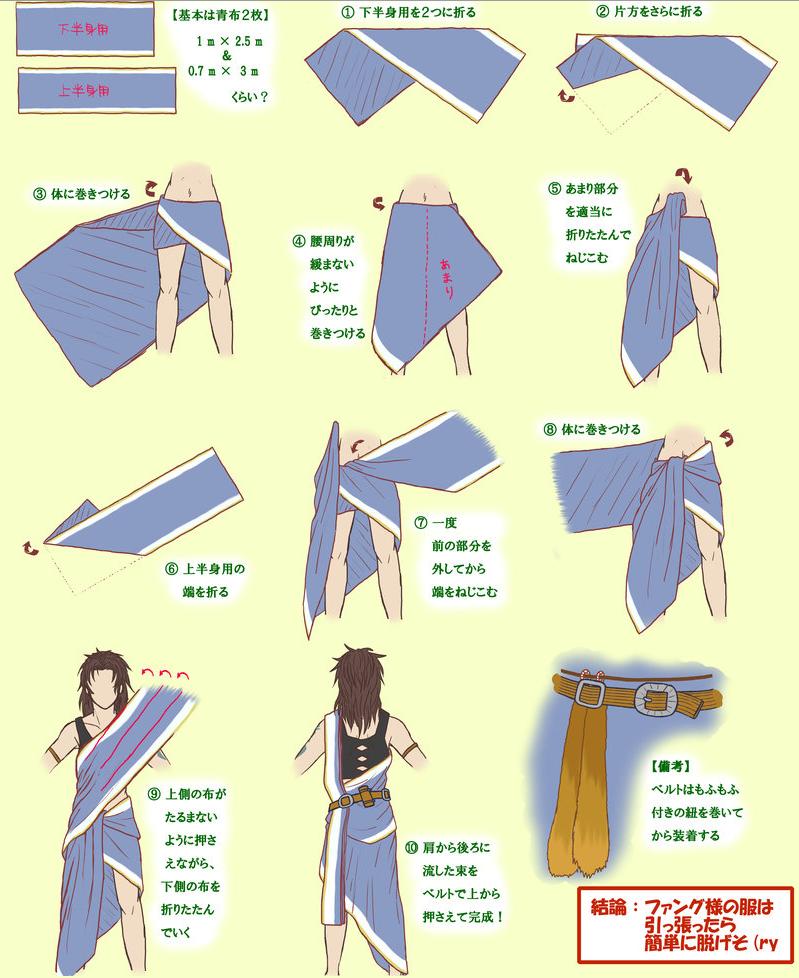 下半身用
上半身用
【基本は青布2枚】
1 m × 2.5 m
&
0.7 m × 3 m
くらい？
① 下半身用を2つに折る
② 片方をさらに折る
③ 体に巻きつける
④ 腰周りが
緩まない
ように
ぴったりと
巻きつける
あまり
⑤ あまり部分
を適当に
折りたたんで
ねじこむ
⑥ 上半身用の
端を折る
⑦ 一度
前の部分を
外してから
端をねじこむ
⑧ 体に巻きつける
⑨ 上側の布が
たるまない
ように押さ
えながら、
下側の布を
折りたたん
でいく
⑩ 肩から後ろに
流した束を
ベルトで上から
押さえて完成！
【備考】
ベルトはもふもふ
付きの紐を巻いて
から装着する
結論：ファング様の服は
引っ張ったら
簡単に脱げそ（ry